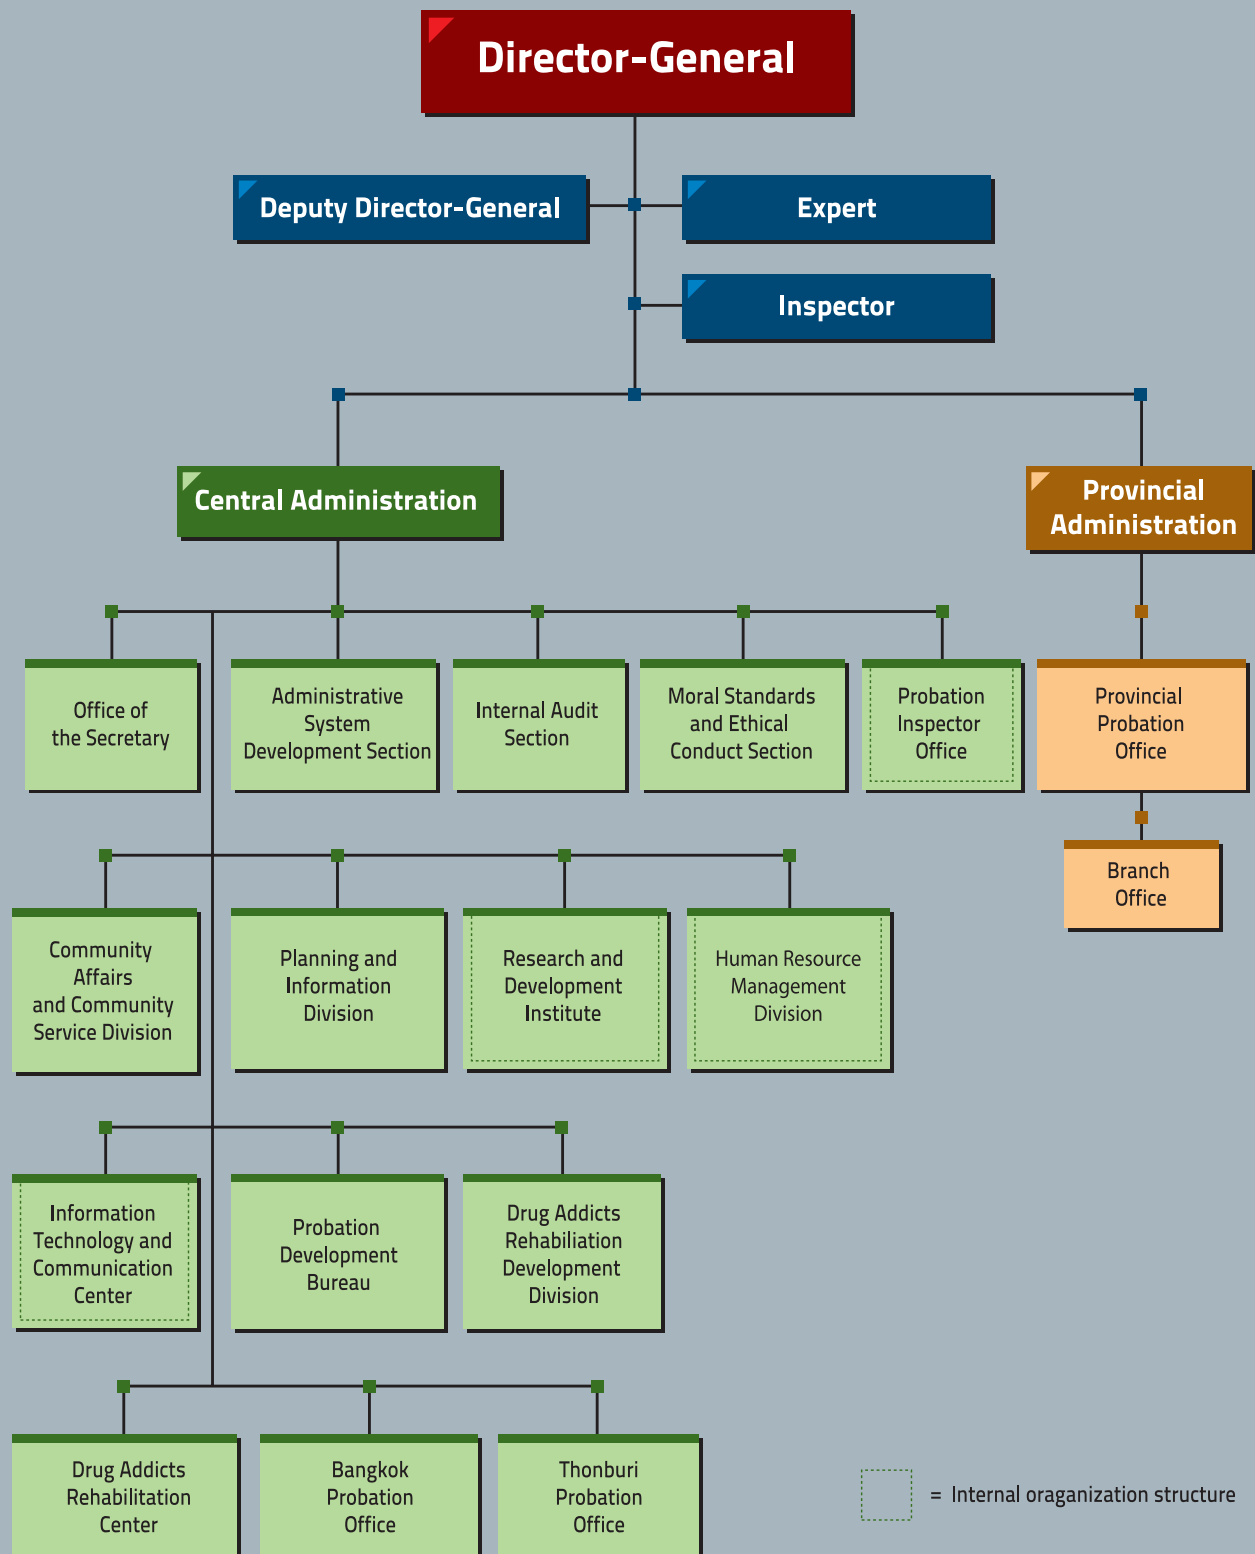 Director-General
Deputy Director-General
Expert
Inspector
Central Administration
Provincial
Administration
Office of
the Secretary
Administrative
System
Development Section
Internal Audit
Section
Moral Standards
and Ethical
Conduct Section
Probation
Inspector
Office
Provincial
Probation
Office
Branch
Office
Community
Affairs
and Community
Service Division
Planning and
Information
Division
Research and
Development
Institute
Human Resource
Management
Division
Information
Technology and
Communication
Center
Probation
Development
Bureau
Drug Addicts
Rehabiliation
Development
Division
Drug Addicts
Rehabilitation
Center
Bangkok
Probation
Office
Thonburi
Probation
Office
= Internal oraganization structure